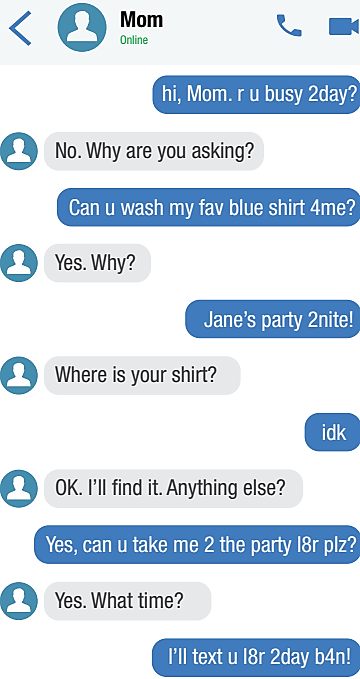 Mom
Online
hi, Mom. r u busy 2day?
No. Why are you asking?
Can u wash my fav blue shirt 4me?
Yes. Why?
Jane's party 2nite!
Where is your shirt?
idk
OK. I'll find it. Anything else?
Yes, can u take me 2 the party l8r plz?
Yes. What time?
I'll text u l8r 2day b4n!